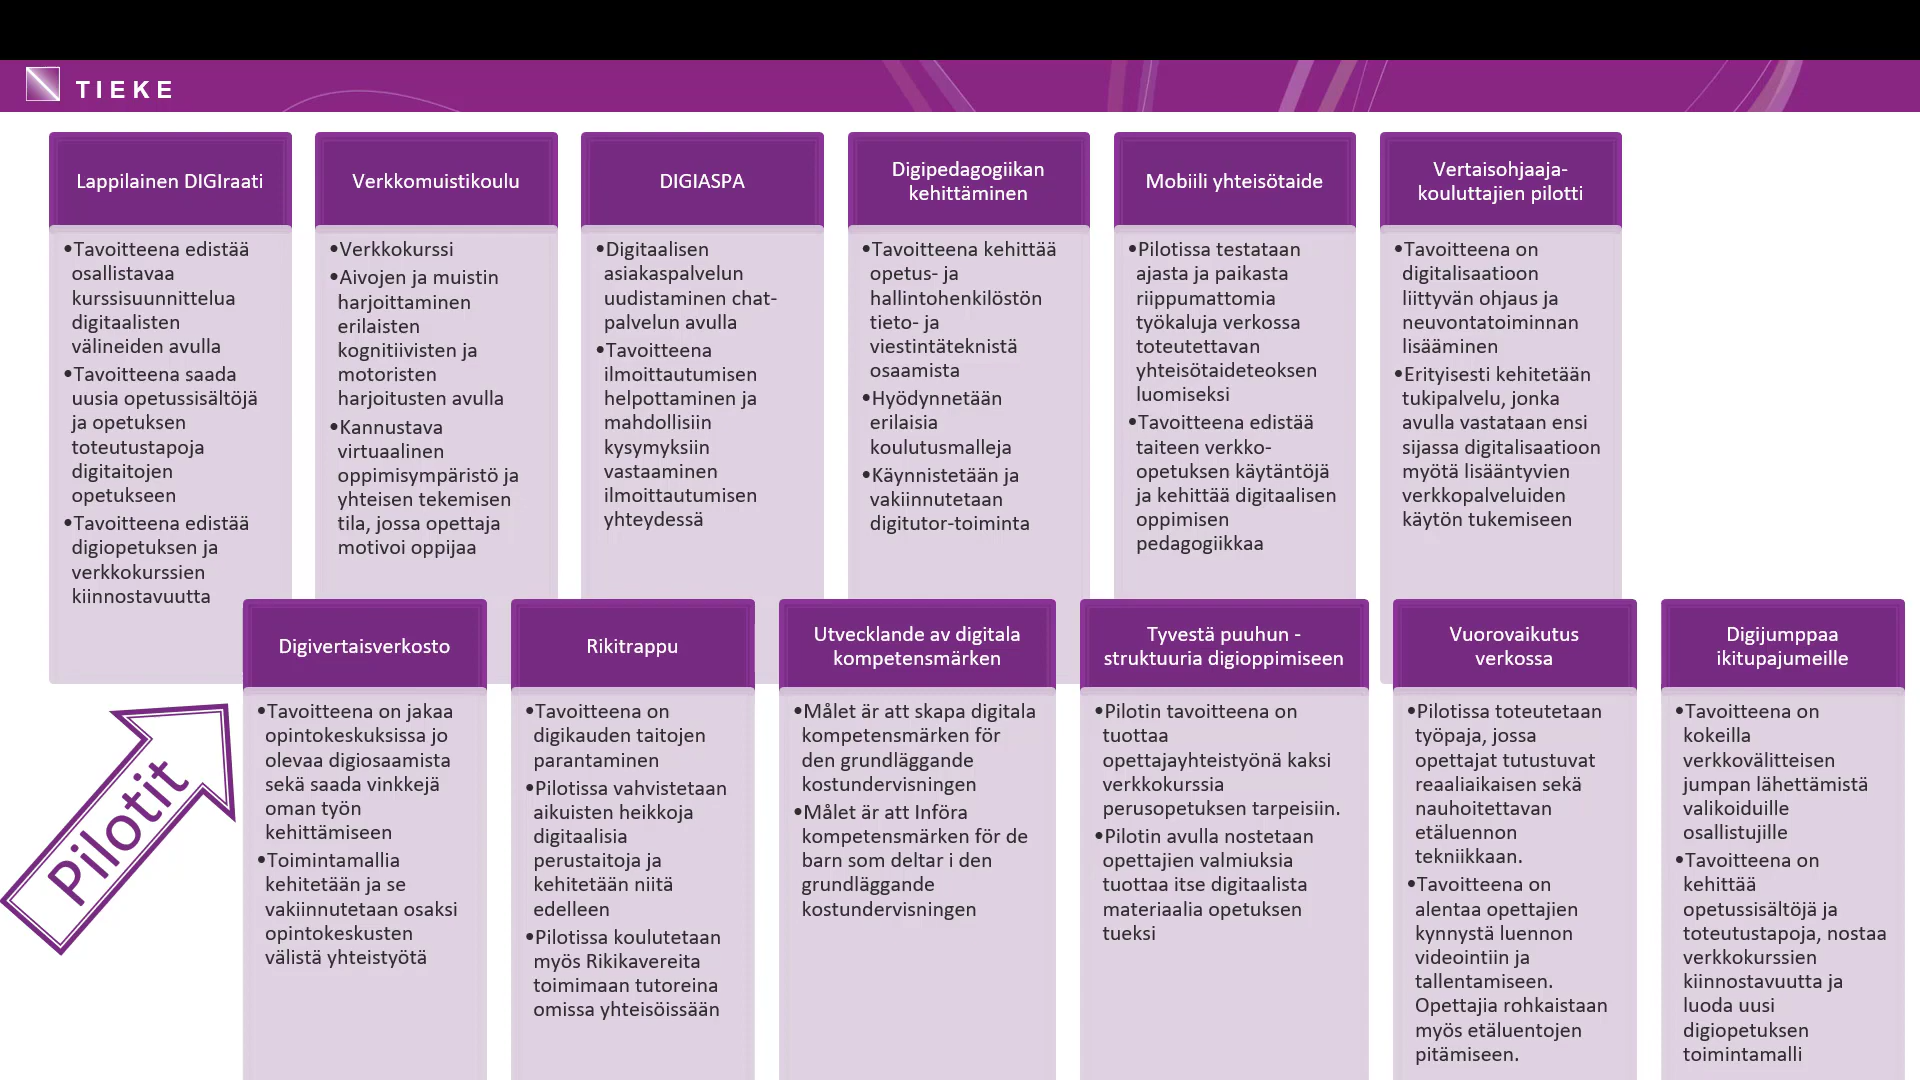 TIEKE
Lappilainen DIGIraati
•Tavoitteena edistää
osallistavaa
kurssisuunnittelua
digitaalisten
välineiden avulla
•Tavoitteena saada
uusia opetussisältöjä
ja opetuksen
toteutustapoja
digitaitojen
opetukseen
•Tavoitteena edistää
digiopetuksen ja
verkkokurssien
kiinnostavuutta
Verkkomuistikoulu
•Verkkokurssi
•Aivojen ja muistin
harjoittaminen
erilaisten
kognitiivisten ja
motoristen
harjoitusten avulla
•Kannustava
virtuaalinen
oppimisympäristö ja
yhteisen tekemisen
tila, jossa opettaja
motivoi oppijaa
DIGIASPA
•Digitaalisen
asiakaspalvelun
uudistaminen chat-
palvelun avulla
•Tavoitteena
ilmoittautumisen
helpottaminen ja
mahdollisiin
kysymyksiin
vastaaminen
ilmoittautumisen
yhteydessä
Digipedagogiikan
kehittäminen
•Tavoitteena kehittää
opetus- ja
hallintohenkilöstön
tieto- ja
viestintäteknistä
osaamista
•Hyödynnetään
erilaisia
koulutusmalleja
•Käynnistetään ja
vakiinnutetaan
digitutor-toiminta
Mobiili yhteisötaide
•Pilotissa testataan
ajasta ja paikasta
riippumattomia
työkaluja verkossa
toteutettavan
yhteisötaideteoksen
luomiseksi
•Tavoitteena edistää
taiteen verkko-
opetuksen käytäntöjä
ja kehittää digitaalisen
oppimisen
pedagogiikkaa
Vertaisohjaaja-
kouluttajien pilotti
•Tavoitteena on
digitalisaatioon
liittyvän ohjaus ja
neuvontatoiminnan
lisääminen
•Erityisesti kehitetään
tukipalvelu, jonka
avulla vastataan ensi
sijassa digitalisaatioon
myötä lisääntyvien
verkkopalveluiden
käytön tukemiseen
Pilotit
Digivertaisverkosto
•Tavoitteena on jakaa
opintokeskuksissa jo
olevaa digiosaamista
sekä saada vinkkejä
oman työn
kehittämiseen
•Toimintamallia
kehitetään ja se
vakiinnutetaan osaksi
opintokeskusten
välistä yhteistyötä
Rikitrappu
•Tavoitteena on
digikauden taitojen
parantaminen
•Pilotissa vahvistetaan
aikuisten heikkoja
digitaalisia
perustaitoja ja
kehitetään niitä
edelleen
•Pilotissa koulutetaan
myös Rikikavereita
toimimaan tutoreina
omissa yhteisöissään
Utvecklande av digitala
kompetensmärken
•Målet är att skapa digitala
kompetensmärken för
den grundläggande
kostundervisningen
•Målet är att Införa
kompetensmärken för de
barn som deltar i den
grundläggande
kostundervisningen
Tyvestä puuhun -
struktuuria digioppimiseen
•Pilotin tavoitteena on
tuottaa
opettajayhteistyönä kaksi
verkkokurssia
perusopetuksen tarpeisiin.
•Pilotin avulla nostetaan
opettajien valmiuksia
tuottaa itse digitaalista
materiaalia opetuksen
tueksi
Vuorovaikutus
verkossa
•Pilotissa toteutetaan
työpaja, jossa
opettajat tutustuvat
reaaliaikaisen sekä
nauhoitettavan
etäluennon
tekniikkaan.
•Tavoitteena on
alentaa opettajien
kynnystä luennon
videointiin ja
tallentamiseen.
Opettajia rohkaistaan
myös etäluentojen
pitämiseen.
Digijumppaa
ikitupajumeille
•Tavoitteena on
kokeilla
verkkovälitteisen
jumpan lähettämistä
valikoiduille
osallistujille
•Tavoitteena on
kehittää
opetussisältöjä ja
toteutustapoja, nostaa
verkkokurssien
kiinnostavuutta ja
luoda uusi
digiopetuksen
toimintamalli